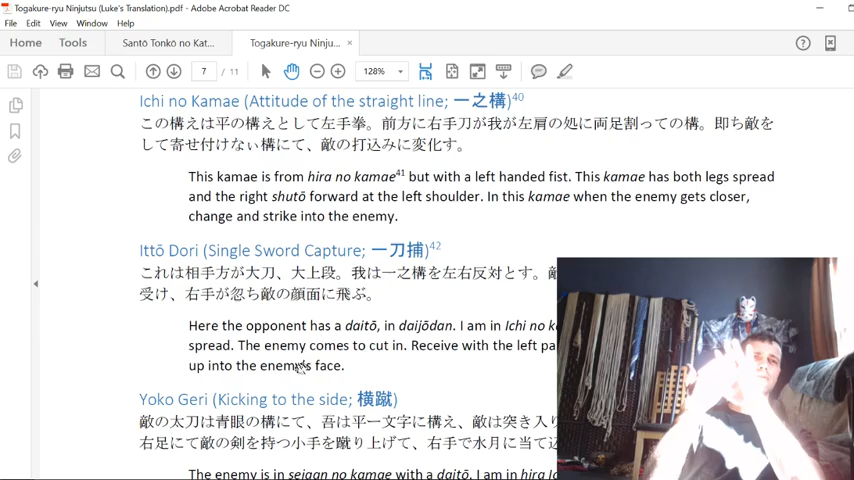 Togakure-ryu Ninjutsu (Luke's Translation).pdf - Adobe Acrobat Reader DC
File Edit View Window Help
Home Tools Santō Tonkō no Kat... Togakure-ryu Ninju... ×
7 / 11 128%
Ichi no Kamae (Attitude of the straight line; 一之構)40
この構えは平の構えとして左手拳。前方に右手刀が我が左肩の処に両足割っての構。即ち敵を
して寄せ付けなぃ構にて、敵の打込みに変化す。
This kamae is from hira no kamae41 but with a left handed fist. This kamae has both legs spread
and the right shutō forward at the left shoulder. In this kamae when the enemy gets closer,
change and strike into the enemy.
Ittō Dori (Single Sword Capture; 一刀捕)42
これは相手方が大刀、大上段。我は一之構を左右反対とす。
受け、右手が忽ち敵の顔面に飛ぶ。
Here the opponent has a daitō, in daijōdan. I am in Ichi no
spread. The enemy comes to cut in. Receive with the left
up into the enemy's face.
Yoko Geri (Kicking to the side; 横蹴)
敵の太刀は青眼の構にて、吾は平一文字に構え、敵は突き入り
右足にて敵の剣を持つ小手を蹴り上げて、右手で水月に当て
The enemy is in seigan no kamae with a daitō. I am in hira